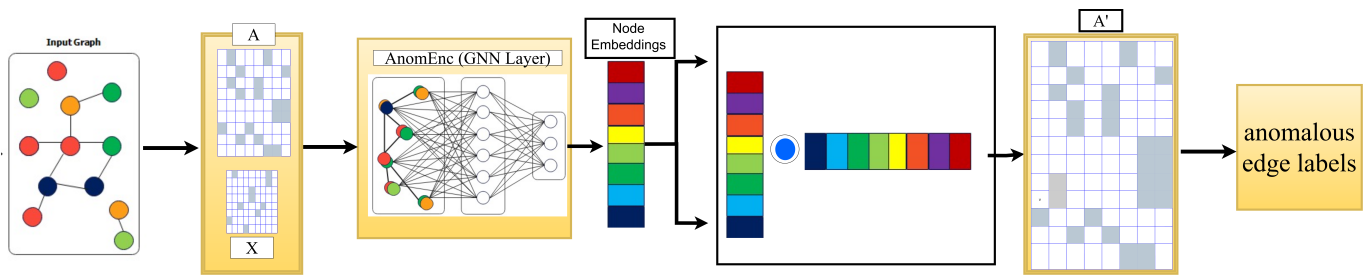 Input Graph
A
X
AnomEnc (GNN Layer)
Node
Embeddings
A'
anomalous
edge labels